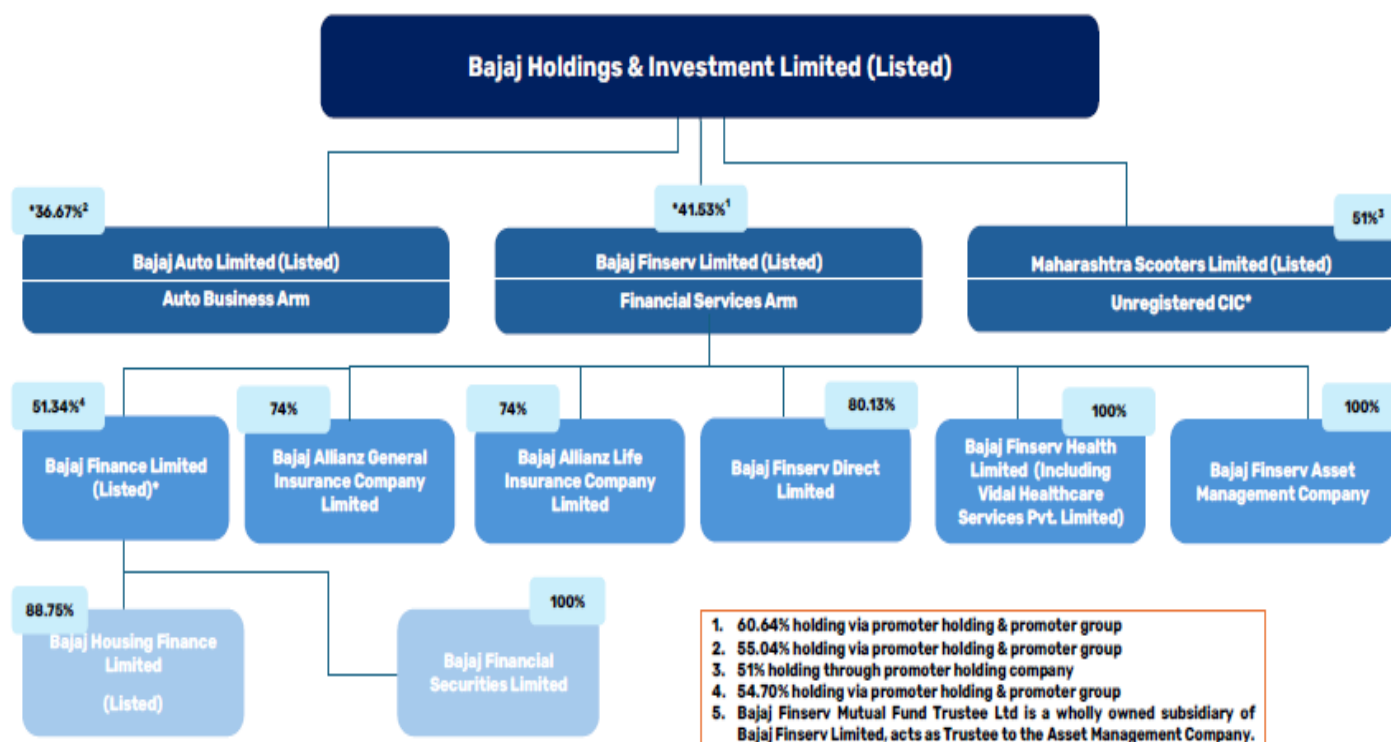 Bajaj Holdings & Investment Limited (Listed)
*36.67%²
*41.53%¹
51%³
Bajaj Auto Limited (Listed)
Auto Business Arm
Bajaj Finserv Limited (Listed)
Financial Services Arm
Maharashtra Scooters Limited (Listed)
Unregistered CIC*
51.34%⁴
74%
74%
80.13%
100%
100%
Bajaj Finance Limited
(Listed)*
Bajaj Allianz General
Insurance Company
Limited
Bajaj Allianz Life
Insurance Company
Limited
Bajaj Finserv Direct
Limited
Bajaj Finserv Health
Limited (Including
Vidal Healthcare
Services Pvt. Limited)
Bajaj Finserv Asset
Management Company
88.75%
100%
Bajaj Housing Finance
Limited
(Listed)
Bajaj Financial
Securities Limited
1. 60.64% holding via promoter holding & promoter group
2. 55.04% holding via promoter holding & promoter group
3. 51% holding through promoter holding company
4. 54.70% holding via promoter holding & promoter group
5. Bajaj Finserv Mutual Fund Trustee Ltd is a wholly owned subsidiary of
Bajaj Finserv Limited, acts as Trustee to the Asset Management Company.